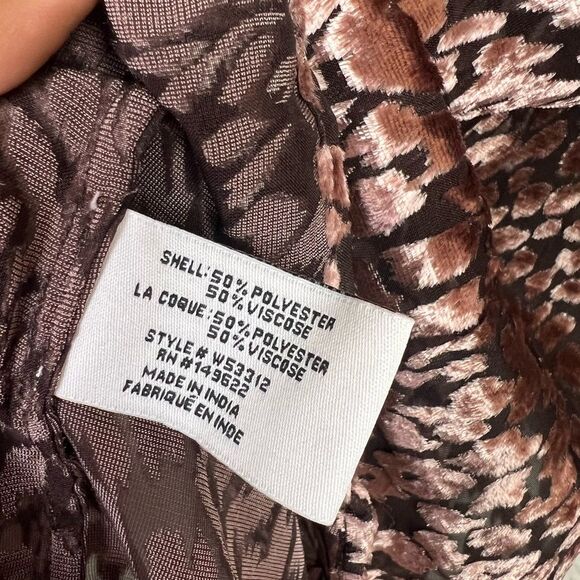 SHELL: 50% POLYESTER
50% VISCOSE
LA COQUE: 50% POLYESTER
50% VISCOSE
STYLE # W53312
RN # 149622
MADE IN INDIA
FABRIQUÉ EN INDE